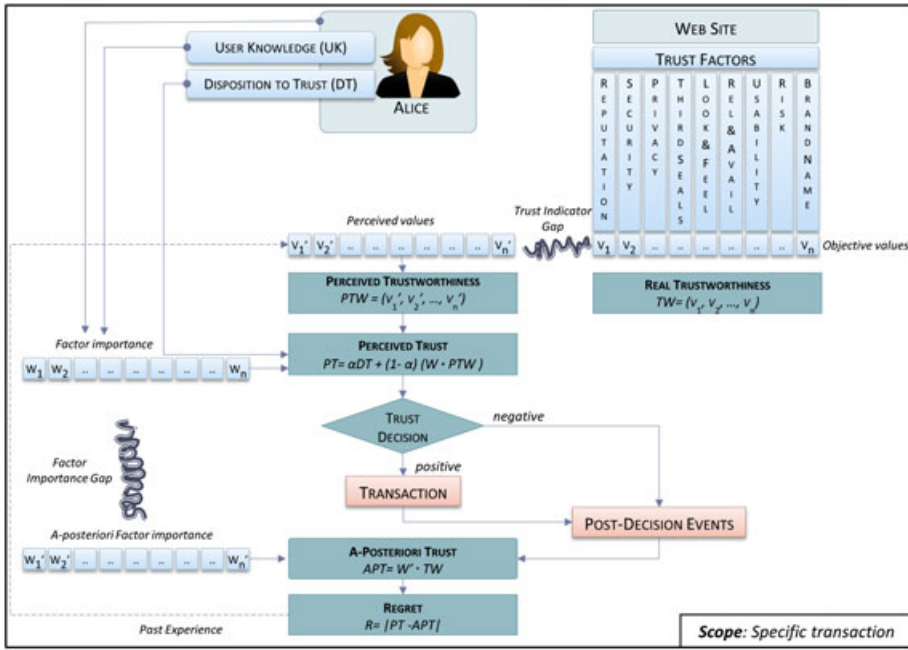 USER KNOWLEDGE (UK)
DISPOSITION TO TRUST (DT)
ALICE
WEB SITE
TRUST FACTORS
REPUTATION
SECURITY
PRIVACY
THIRD SEALS
LOOK & FEEL
REL & AVAIL
USABILITY
RISK
BRAND NAME
Perceived values
Trust Indicator
Gap
v1' v2' .. .. .. .. .. .. vn'
v1 v2 .. .. .. .. .. .. vn
Objective values
PERCEIVED TRUSTWORTHINESS
PTW = (v1', v2', ..., vn')
REAL TRUSTWORTHINESS
TW= (v1, v2, ..., vn)
Factor importance
w1 w2 .. .. .. .. .. .. wn
PERCEIVED TRUST
PT= αDT + (1- α) (W · PTW )
TRUST
DECISION
negative
positive
Factor
Importance Gap
TRANSACTION
POST-DECISION EVENTS
A-posteriori Factor importance
w1' w2' .. .. .. .. .. .. wn'
A-POSTERIORI TRUST
APT= W' · TW
REGRET
R= |PT -APT|
Past Experience
Scope: Specific transaction